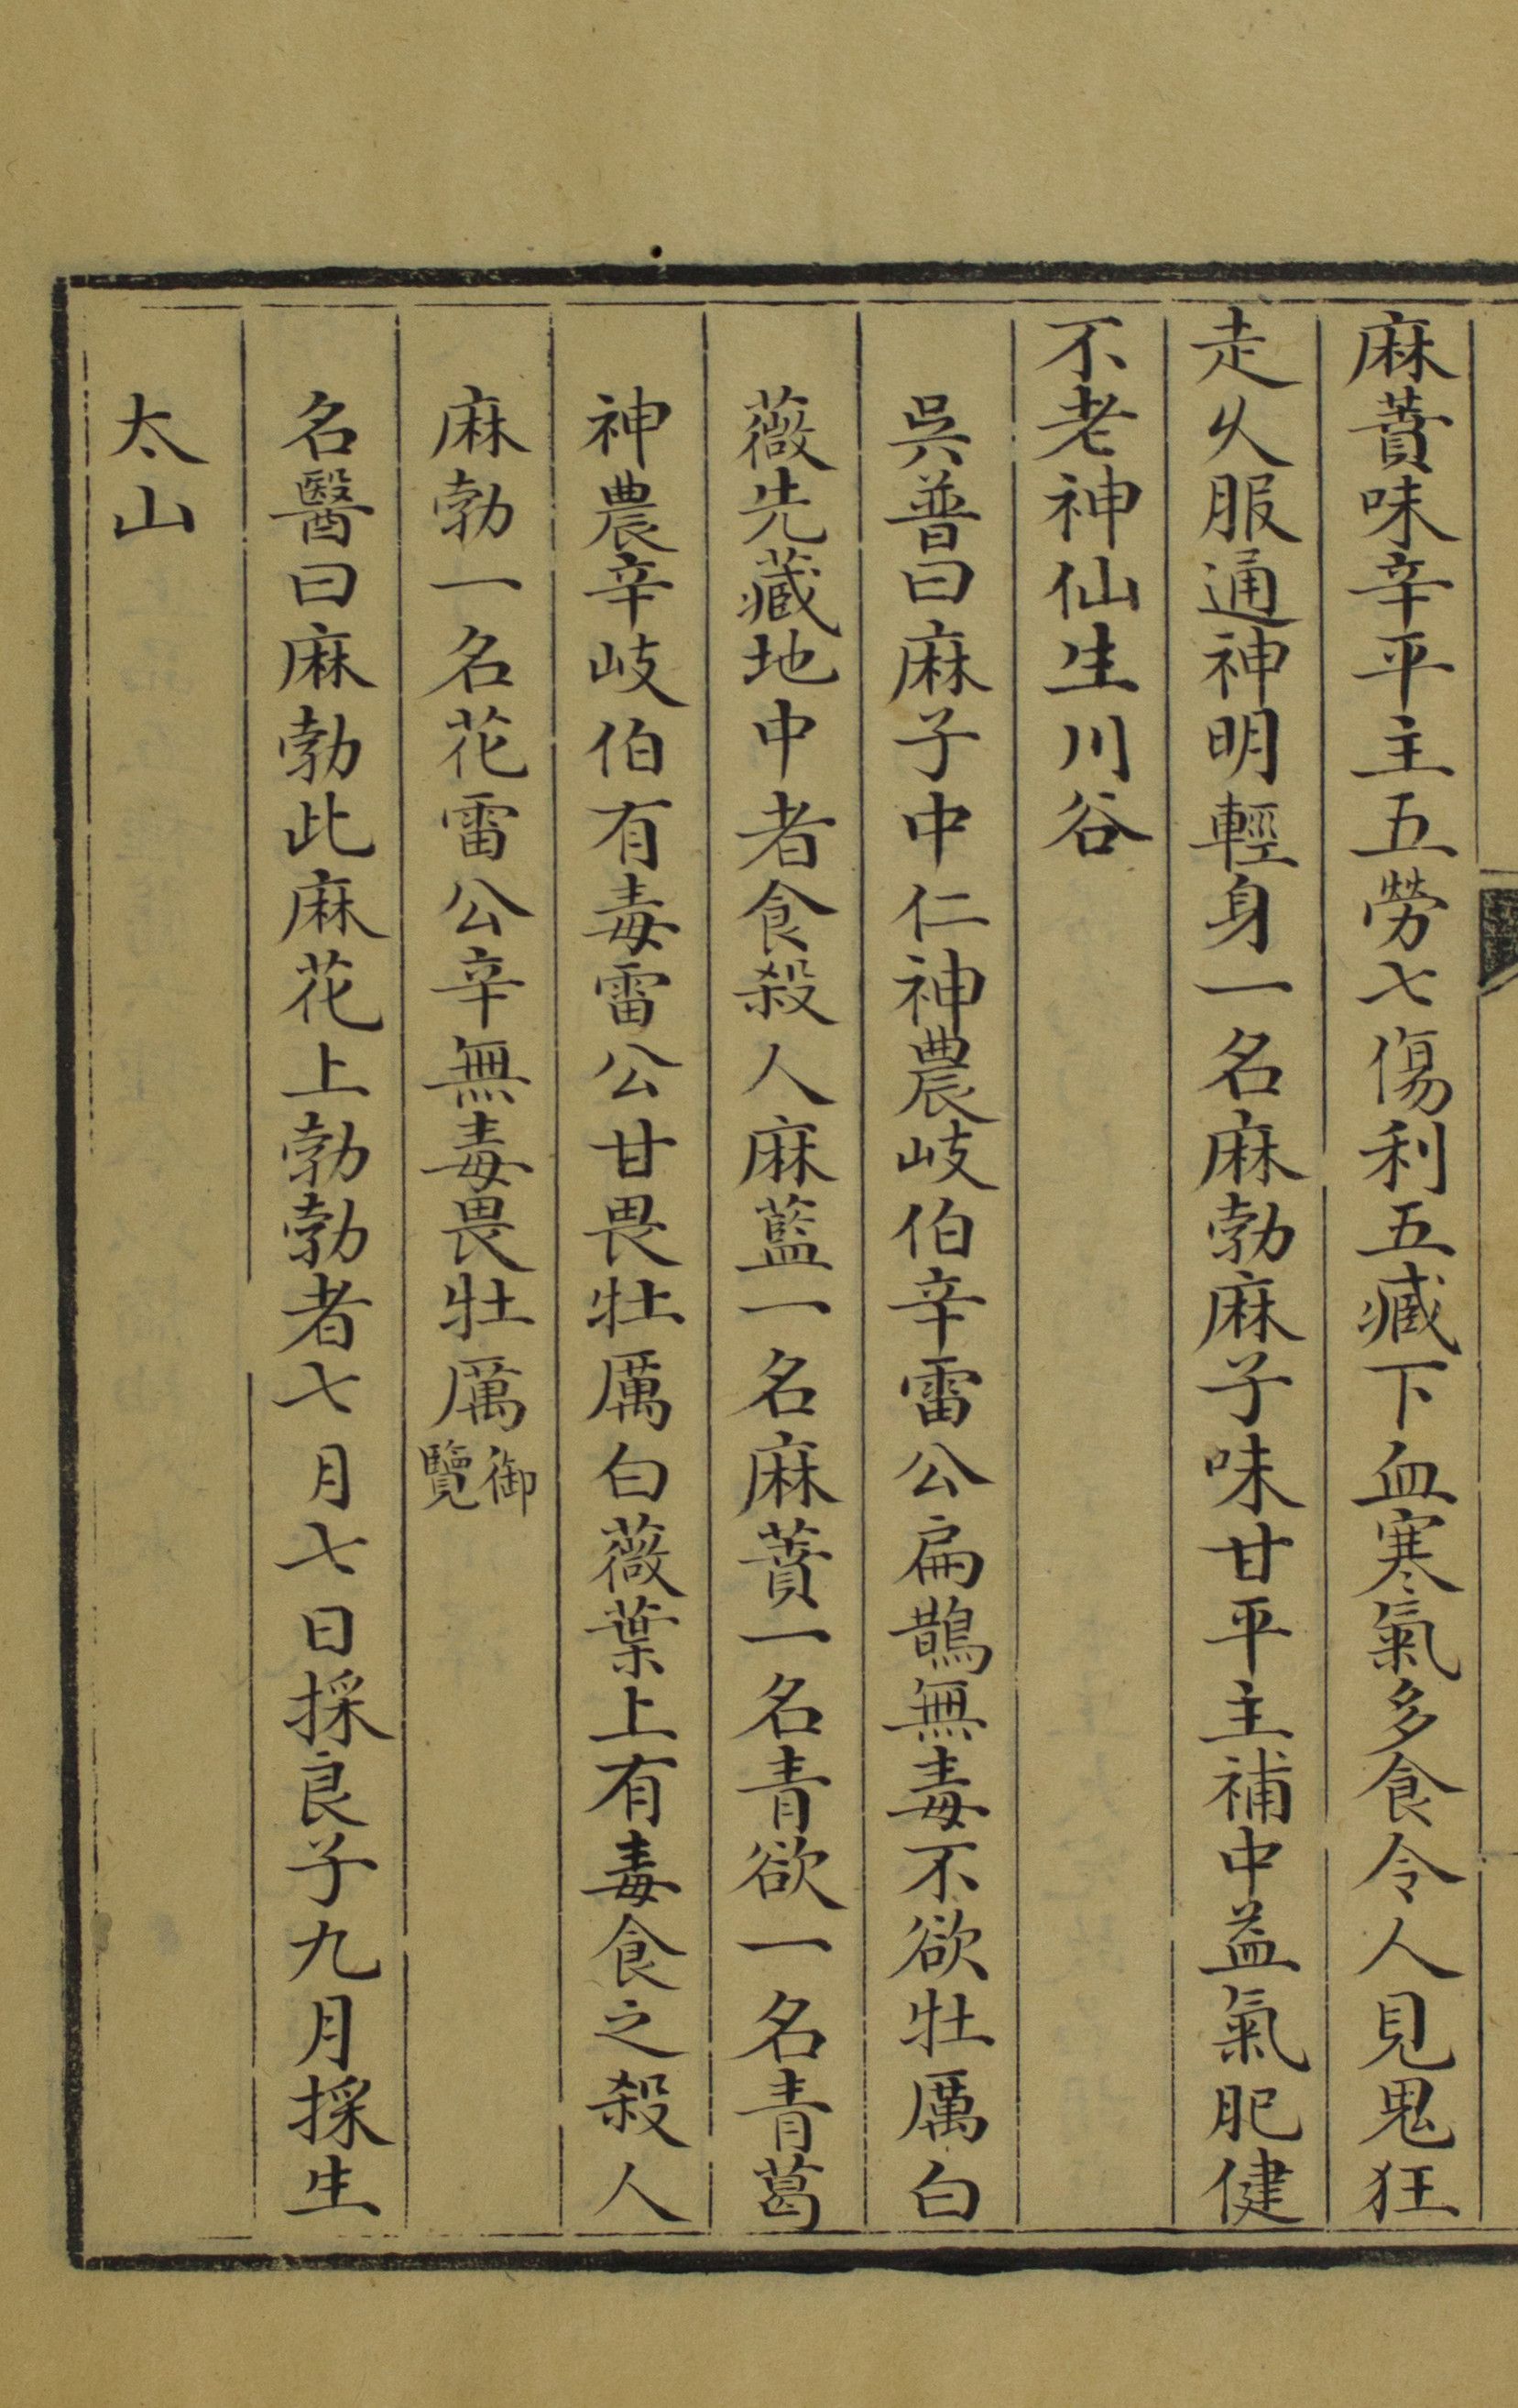 麻蕡味辛平主五勞七傷利五臧下血寒氣多食令人見鬼狂
走久服通神明輕身一名麻勃麻子味甘平主補中益氣肥健
不老神仙生川谷
吳普曰麻子中仁神農岐伯辛雷公扁鵲無毒不欲牡厲白
薇先藏地中者食殺人麻藍一名麻蕡一名青欲一名青葛
神農辛岐伯有毒雷公甘畏牡厲白薇葉上有毒食之殺人
麻勃一名花雷公辛無毒畏牡厲御覽
名醫曰麻勃此麻花上勃勃者七月七日採良子九月採生
太山